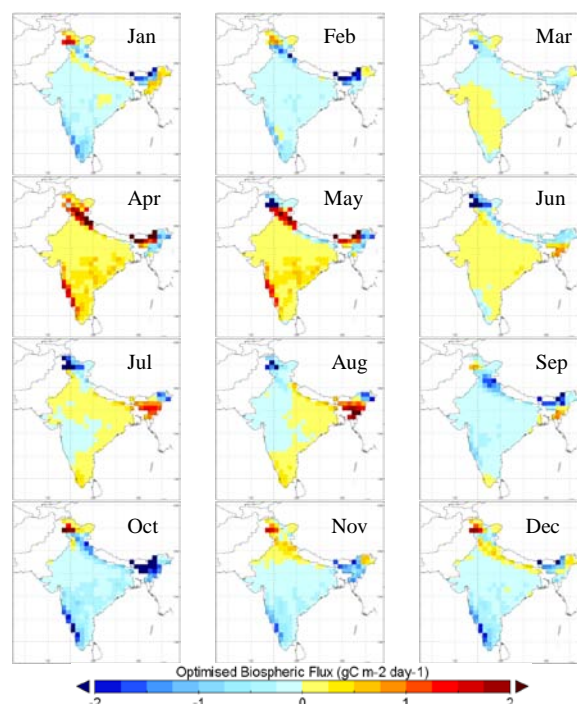 Jan Feb Mar
Apr May Jun
Jul Aug Sep
Oct Nov Dec
Optimised Biospheric Flux (gC m-2 day-1)
-2 -1 0 1 2